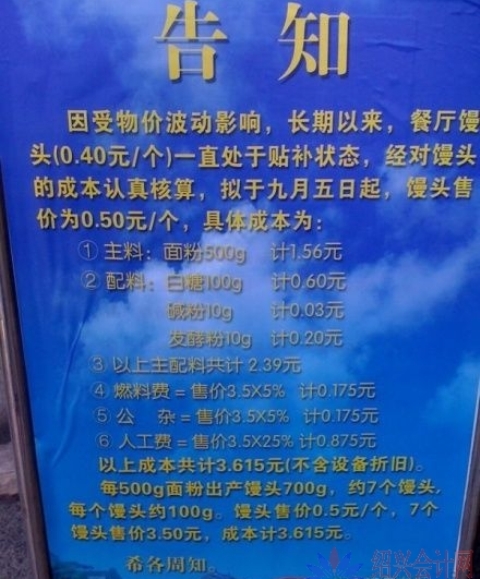 告知
因受物价波动影响，长期以来，餐厅馒
头(0.40元/个)一直处于贴补状态，经对馒头
的成本认真核算，拟于九月五日起，馒头售
价为0.50元/个，具体成本为：
① 主料：面粉500g 计1.56元
② 配料：白糖100g 计0.60元
碱粉10g 计0.03元
发酵粉10g 计0.20元
③ 以上主配料共计 2.39元
④ 燃料费＝售价3.5X5% 计0.175元
⑤ 公 杂＝售价3.5X5% 计0.175元
⑥ 人工费＝售价3.5X25% 计0.875元
以上成本共计3.615元(不含设备折旧)。
每500g面粉出产馒头700g，约7个馒头，
每个馒头约100g。馒头售价0.5元/个，7个
馒头售价3.50元，成本计3.615元。
希各周知。
绍兴会计网